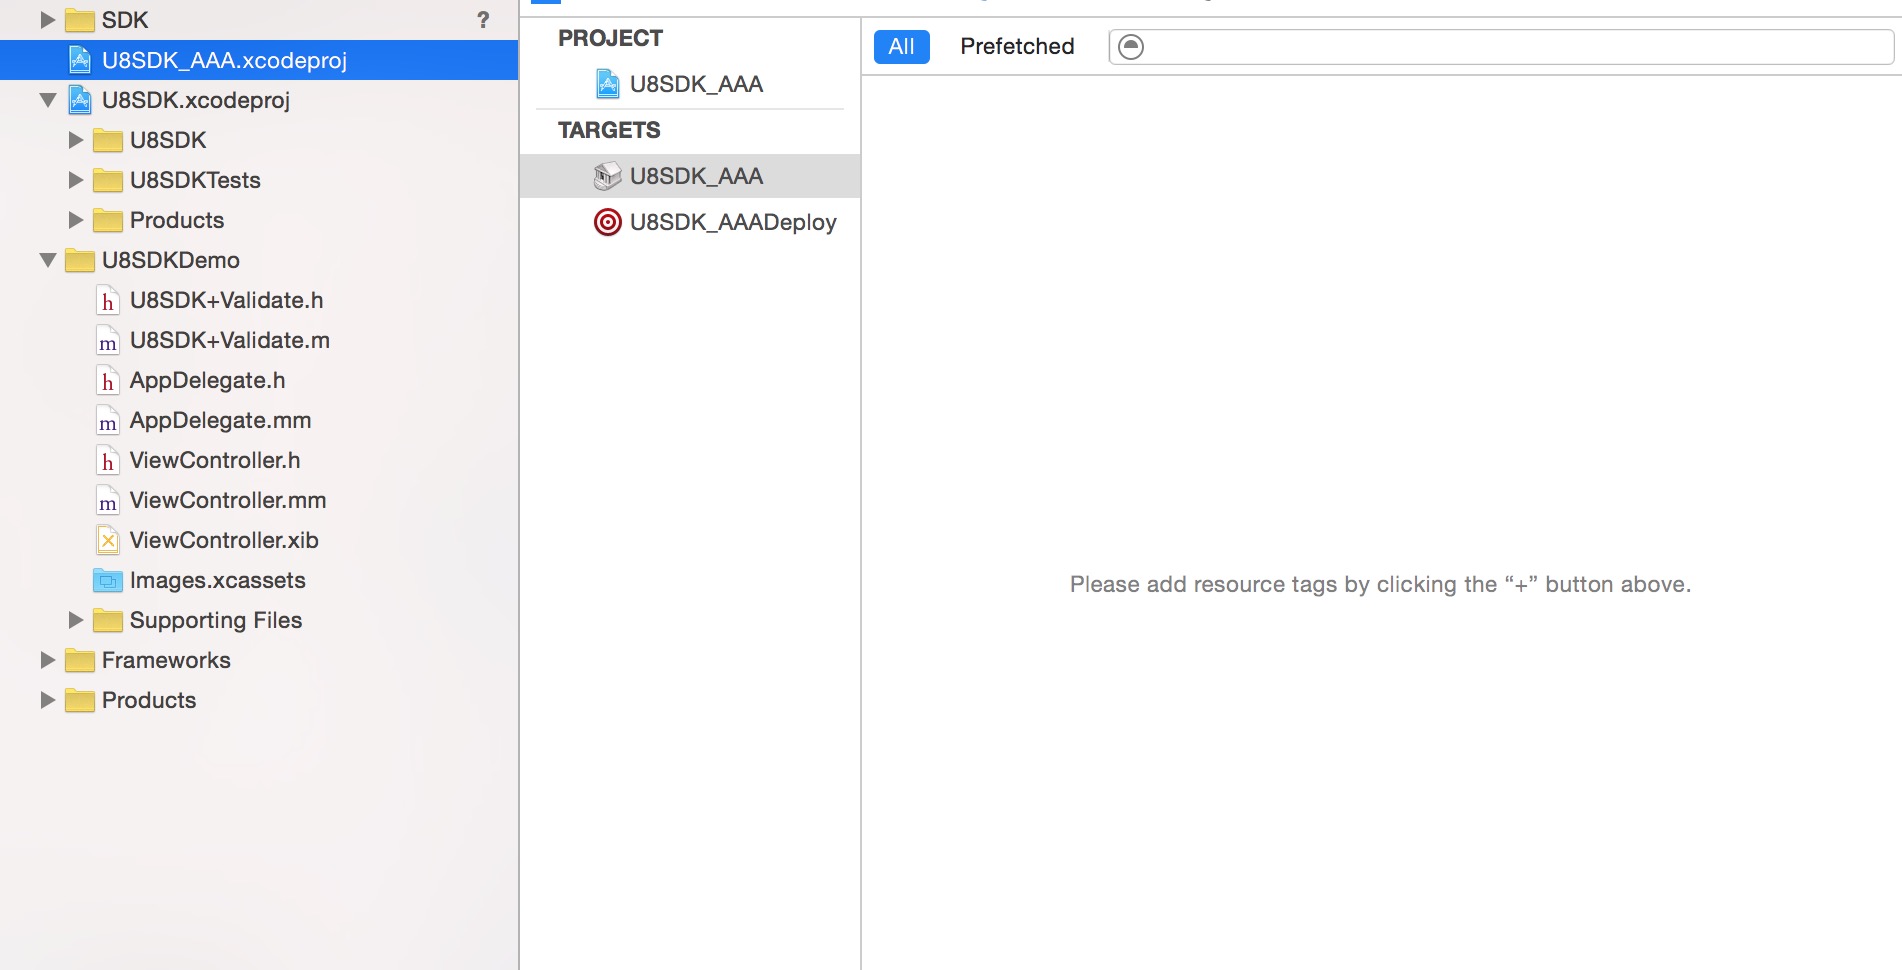 SDK ?
U8SDK_AAA.xcodeproj
U8SDK.xcodeproj
U8SDK
U8SDKTests
Products
U8SDKDemo
h U8SDK+Validate.h
m U8SDK+Validate.m
h AppDelegate.h
m AppDelegate.mm
h ViewController.h
m ViewController.mm
ViewController.xib
Images.xcassets
Supporting Files
Frameworks
Products
PROJECT
U8SDK_AAA
TARGETS
U8SDK_AAA
U8SDK_AAADeploy
All Prefetched
Please add resource tags by clicking the “+” button above.